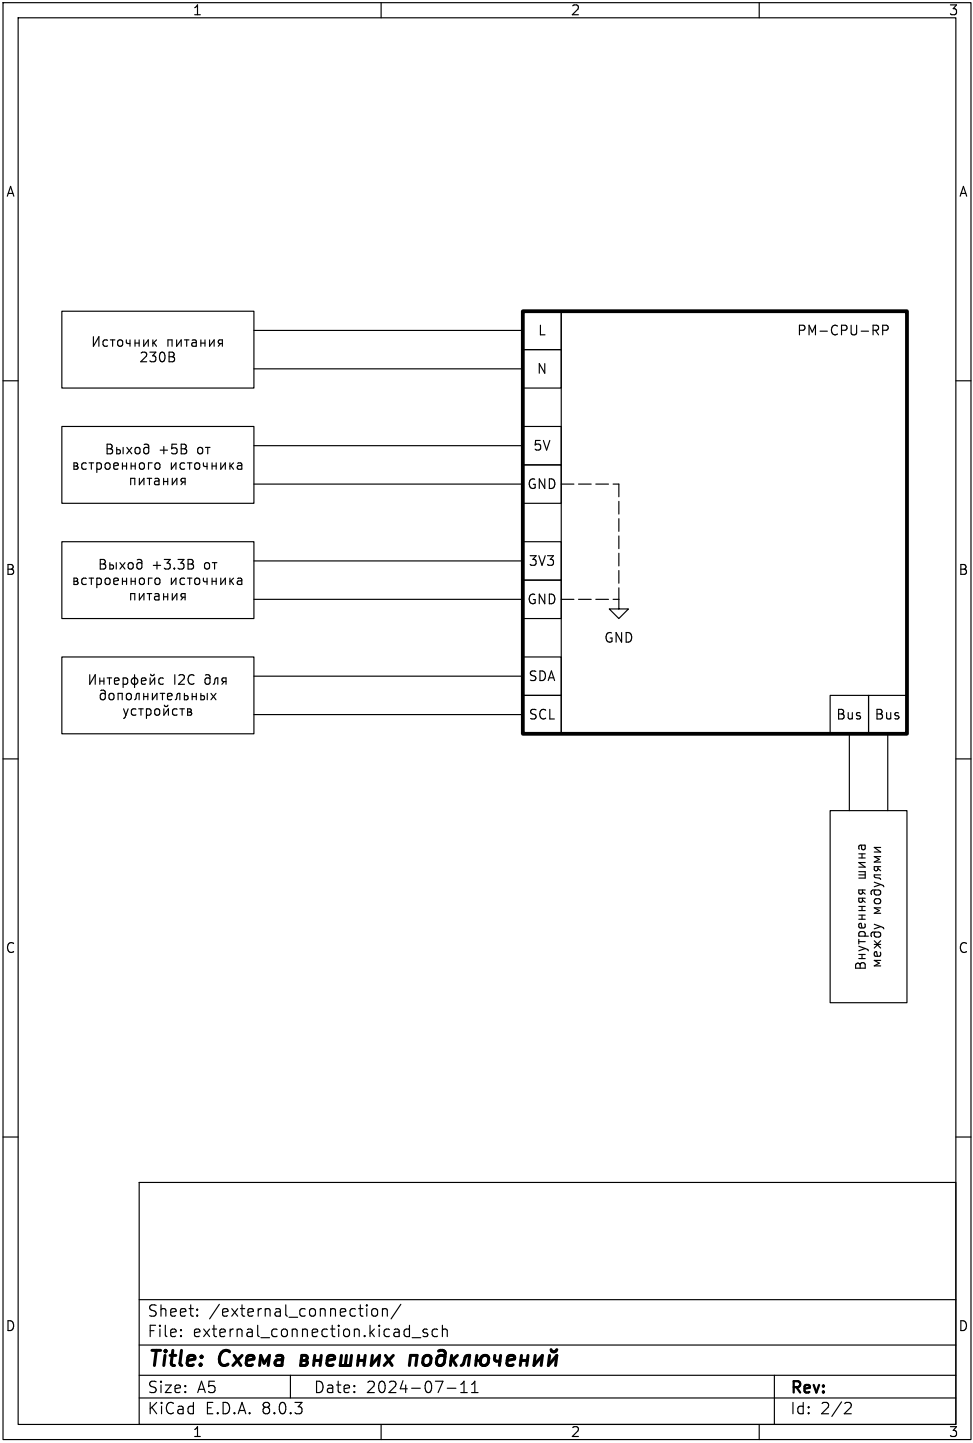 1 2 3
A A
Источник питания
230В
L
PM-CPU-RP
N
Выход +5В от
встроенного источника
питания
5V
GND
B B
Выход +3.3В от
встроенного источника
питания
3V3
GND
GND
Интерфейс I2C для
дополнительных
устройств
SDA
SCL
Bus Bus
Внутренняя шина
между модулями
C C
Sheet: /external_connection/
File: external_connection.kicad_sch
D D
Title: Схема внешних подключений
Size: A5 Date: 2024-07-11 Rev:
KiCad E.D.A. 8.0.3 Id: 2/2
1 2 3